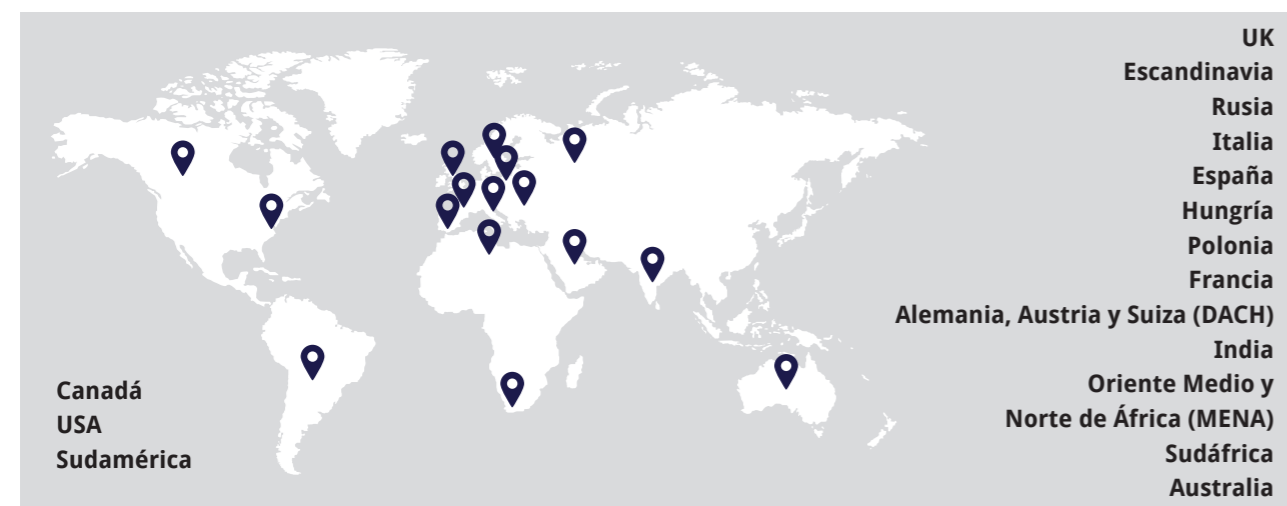 UK
Escandinavia
Rusia
Italia
España
Hungría
Polonia
Francia
Alemania, Austria y Suiza (DACH)
India
Oriente Medio y
Norte de África (MENA)
Sudáfrica
Australia
Canadá
USA
Sudamérica